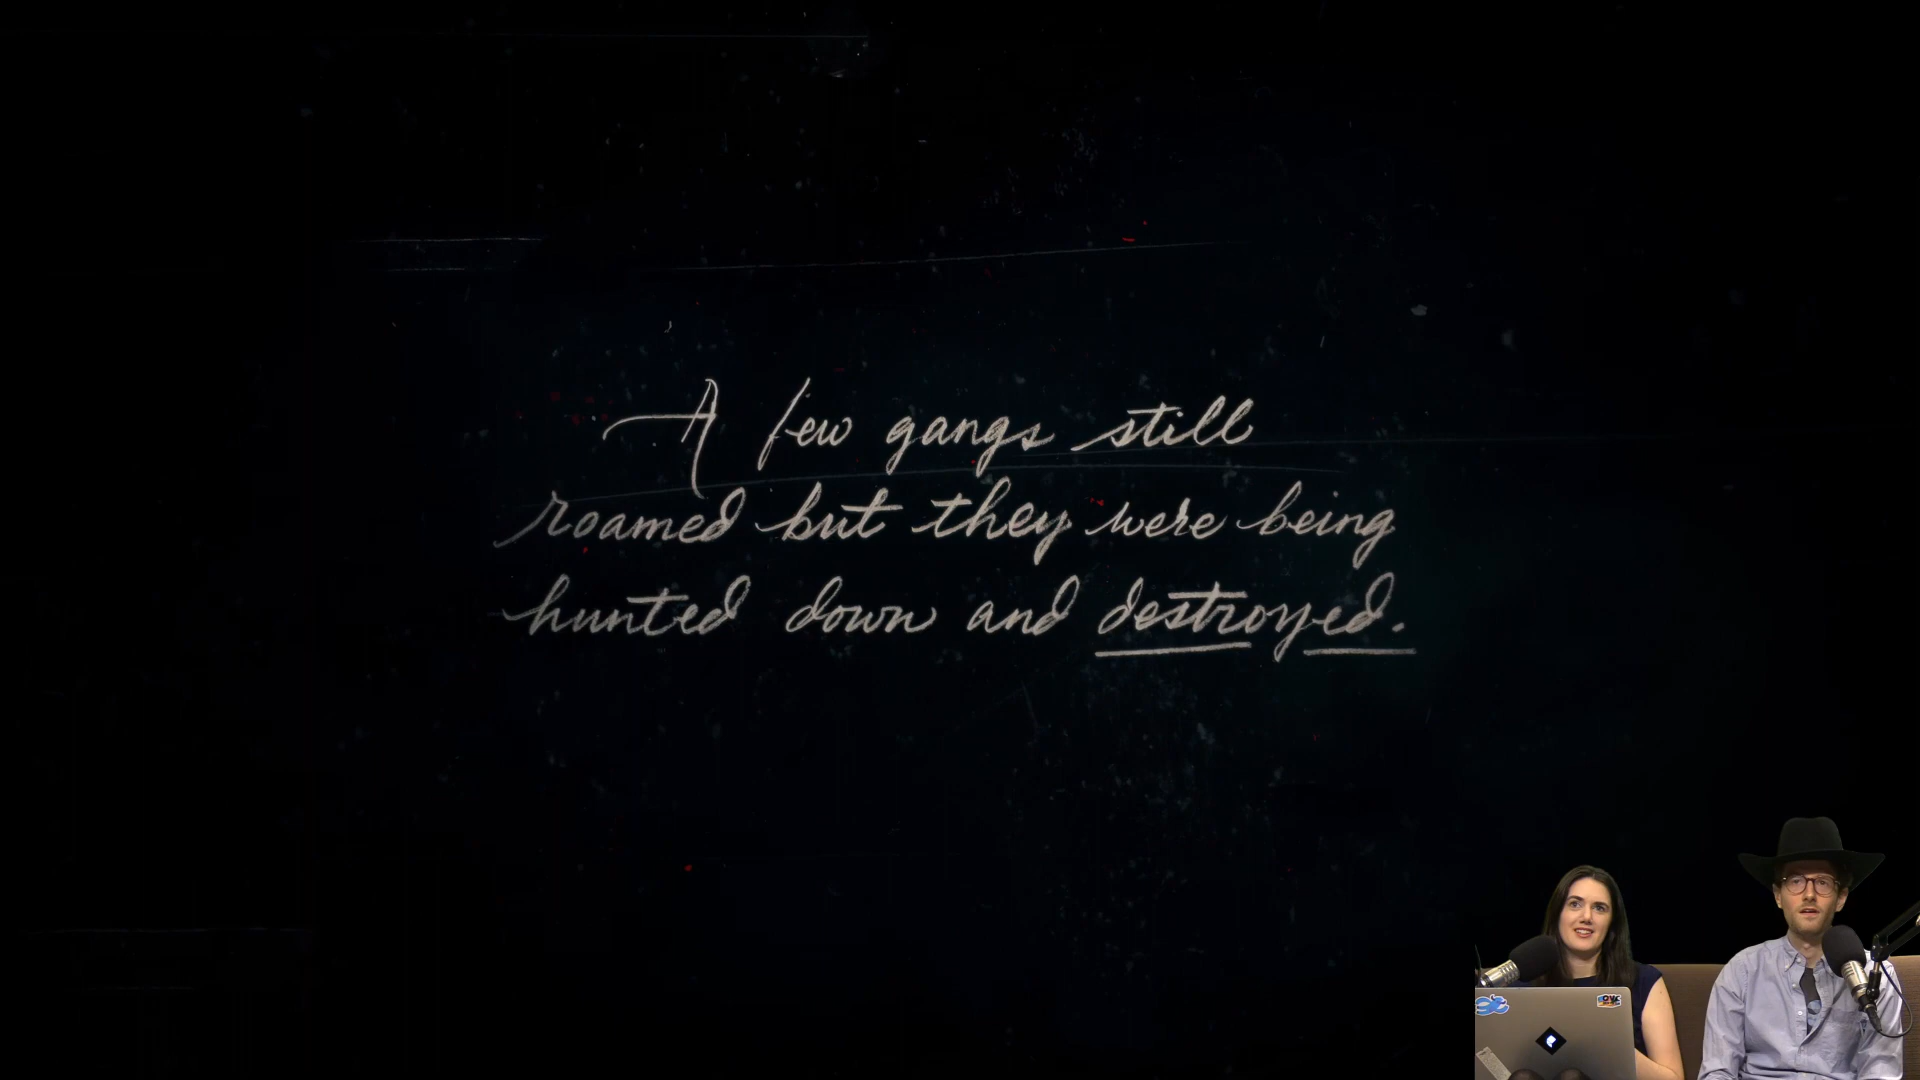 A few gangs still
roamed but they were being
hunted down and destroyed.